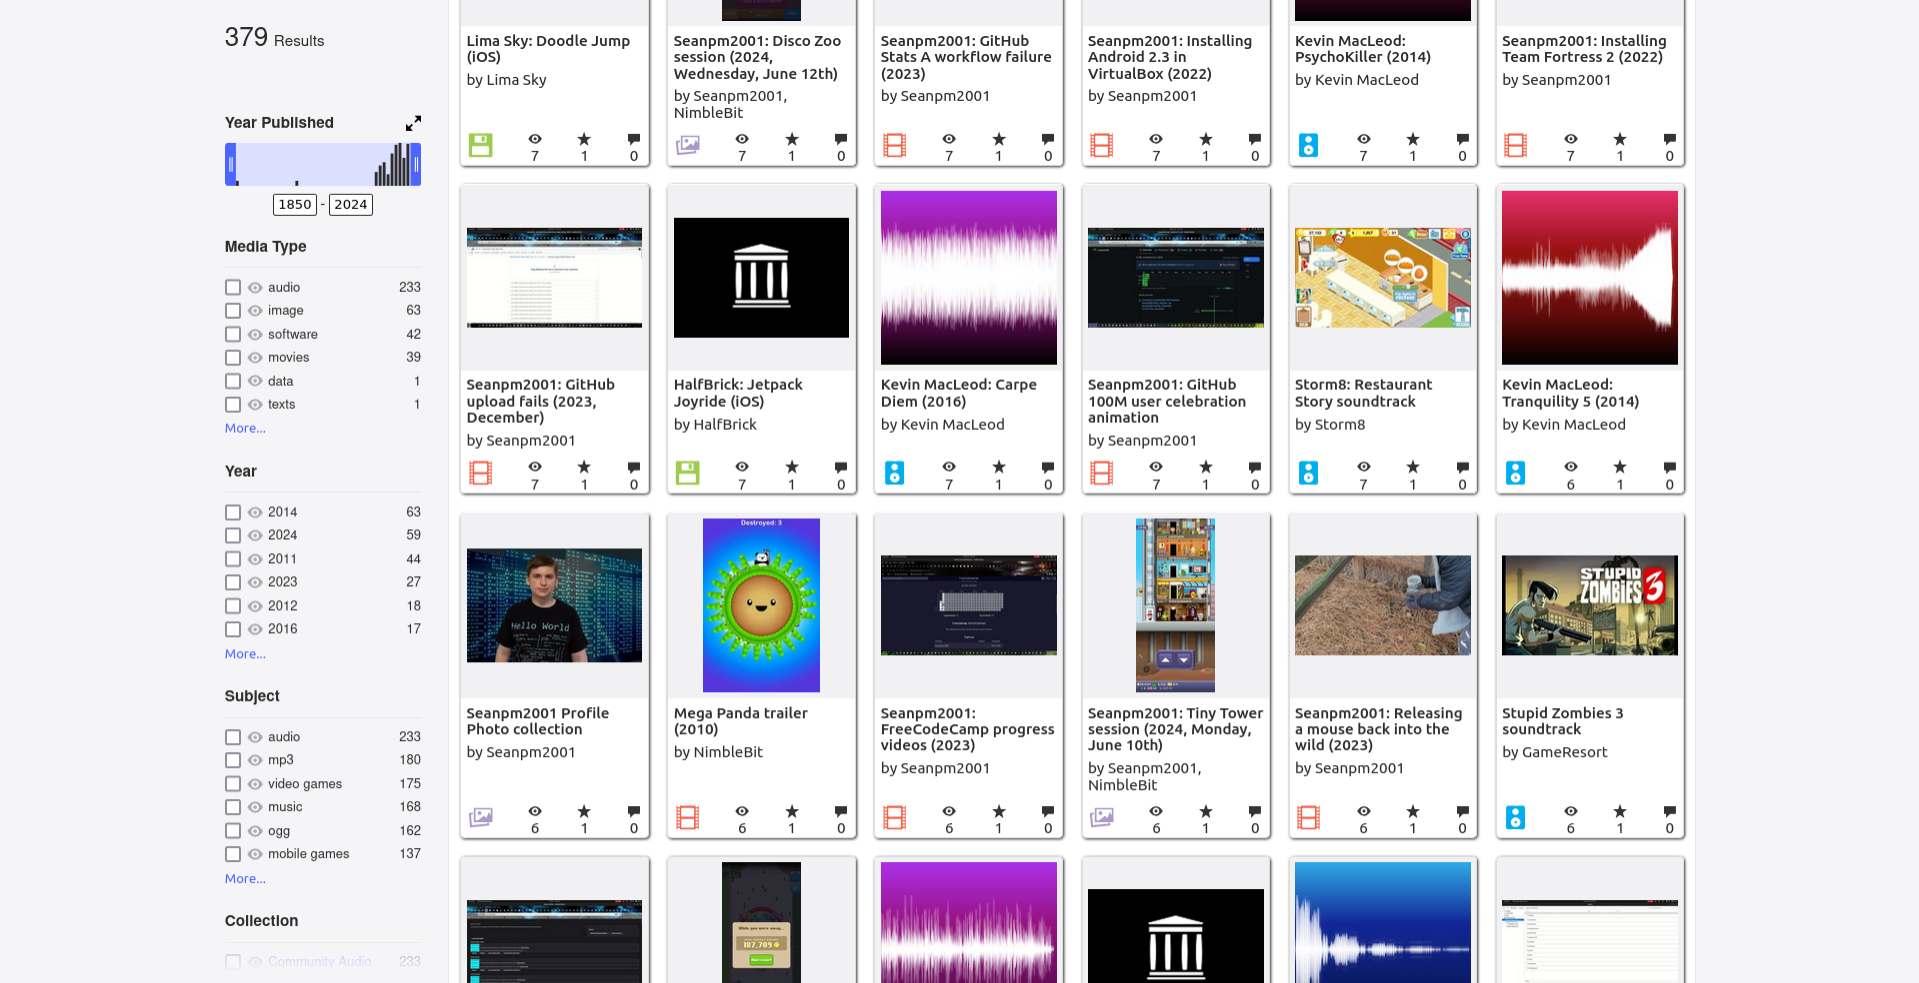 379 Results
Year Published
1850 - 2024
Media Type
audio 233
image 63
software 42
movies 39
data 1
texts 1
More...
Year
2014 63
2024 59
2011 44
2023 27
2012 18
2016 17
More...
Subject
audio 233
mp3 180
video games 175
music 168
ogg 162
mobile games 137
More...
Collection
Community Audio 233
Lima Sky: Doodle Jump
(iOS)
by Lima Sky
Seanpm2001: Disco Zoo
session (2024,
Wednesday, June 12th)
by Seanpm2001,
NimbleBit
7 1 0
Seanpm2001: GitHub
Stats A workflow failure
(2023)
by Seanpm2001
7 1 0
Seanpm2001: Installing
Android 2.3 in
VirtualBox (2022)
by Seanpm2001
7 1 0
Kevin MacLeod:
PsychoKiller (2014)
by Kevin MacLeod
7 1 0
Seanpm2001: Installing
Team Fortress 2 (2022)
by Seanpm2001
7 1 0
7 1 0
Seanpm2001: GitHub
upload fails (2023,
December)
by Seanpm2001
7 1 0
HalfBrick: Jetpack
Joyride (iOS)
by HalfBrick
7 1 0
Kevin MacLeod: Carpe
Diem (2016)
by Kevin MacLeod
7 1 0
Seanpm2001: GitHub
100M user celebration
animation
by Seanpm2001
7 1 0
Storm8: Restaurant
Story soundtrack
by Storm8
7 1 0
Kevin MacLeod:
Tranquility 5 (2014)
by Kevin MacLeod
6 1 0
Hello World
Seanpm2001 Profile
Photo collection
by Seanpm2001
6 1 0
Destroyed: 3
Mega Panda trailer
(2010)
by NimbleBit
6 1 0
Seanpm2001:
FreeCodeCamp progress
videos (2023)
by Seanpm2001
6 1 0
Seanpm2001: Tiny Tower
session (2024, Monday,
June 10th)
by Seanpm2001,
NimbleBit
6 1 0
Seanpm2001: Releasing
a mouse back into the
wild (2023)
by Seanpm2001
6 1 0
STUPID
ZOMBIES 3
Stupid Zombies 3
soundtrack
by GameResort
6 1 0
While you were away...
187,709